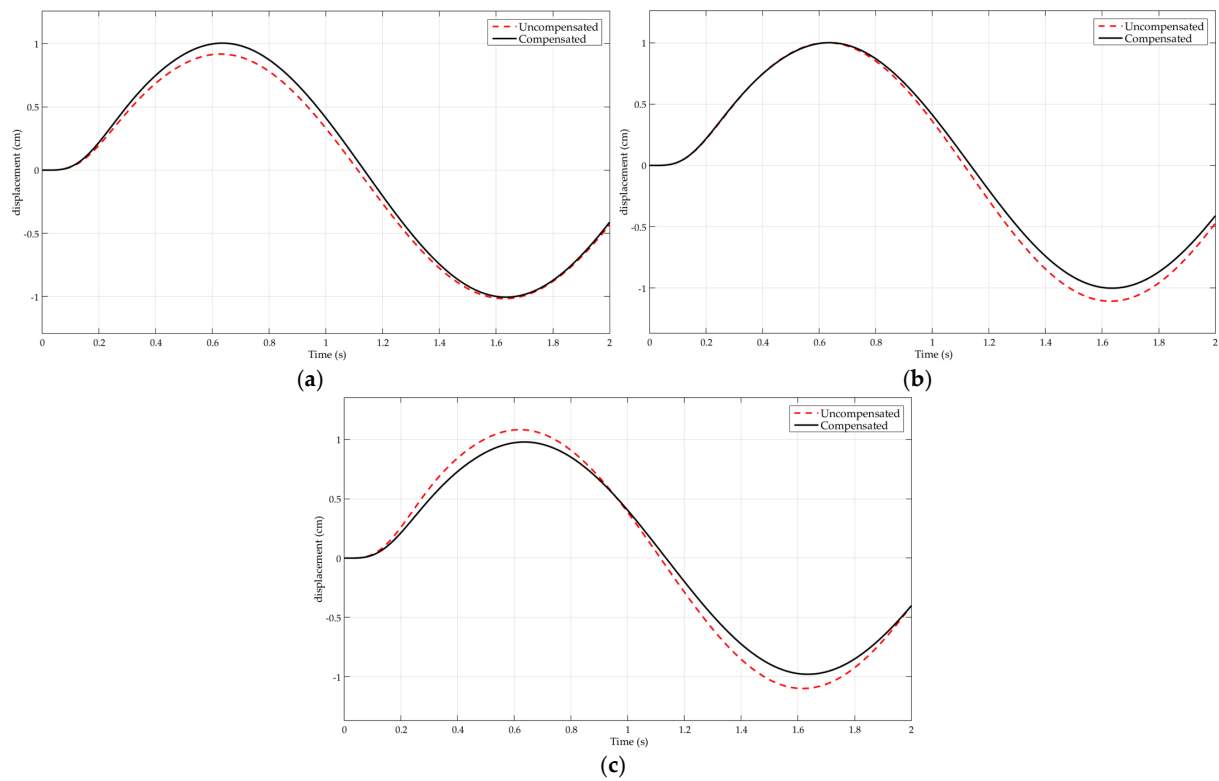 Uncompensated
Compensated
1
0.5
0
-0.5
-1
displacement (cm)
0 0.2 0.4 0.6 0.8 1 1.2 1.4 1.6 1.8 2
Time (s)
(a)
Uncompensated
Compensated
1
0.5
0
-0.5
-1
displacement (cm)
0 0.2 0.4 0.6 0.8 1 1.2 1.4 1.6 1.8 2
Time (s)
(b)
Uncompensated
Compensated
1
0.5
0
-0.5
-1
displacement (cm)
0 0.2 0.4 0.6 0.8 1 1.2 1.4 1.6 1.8 2
Time (s)
(c)